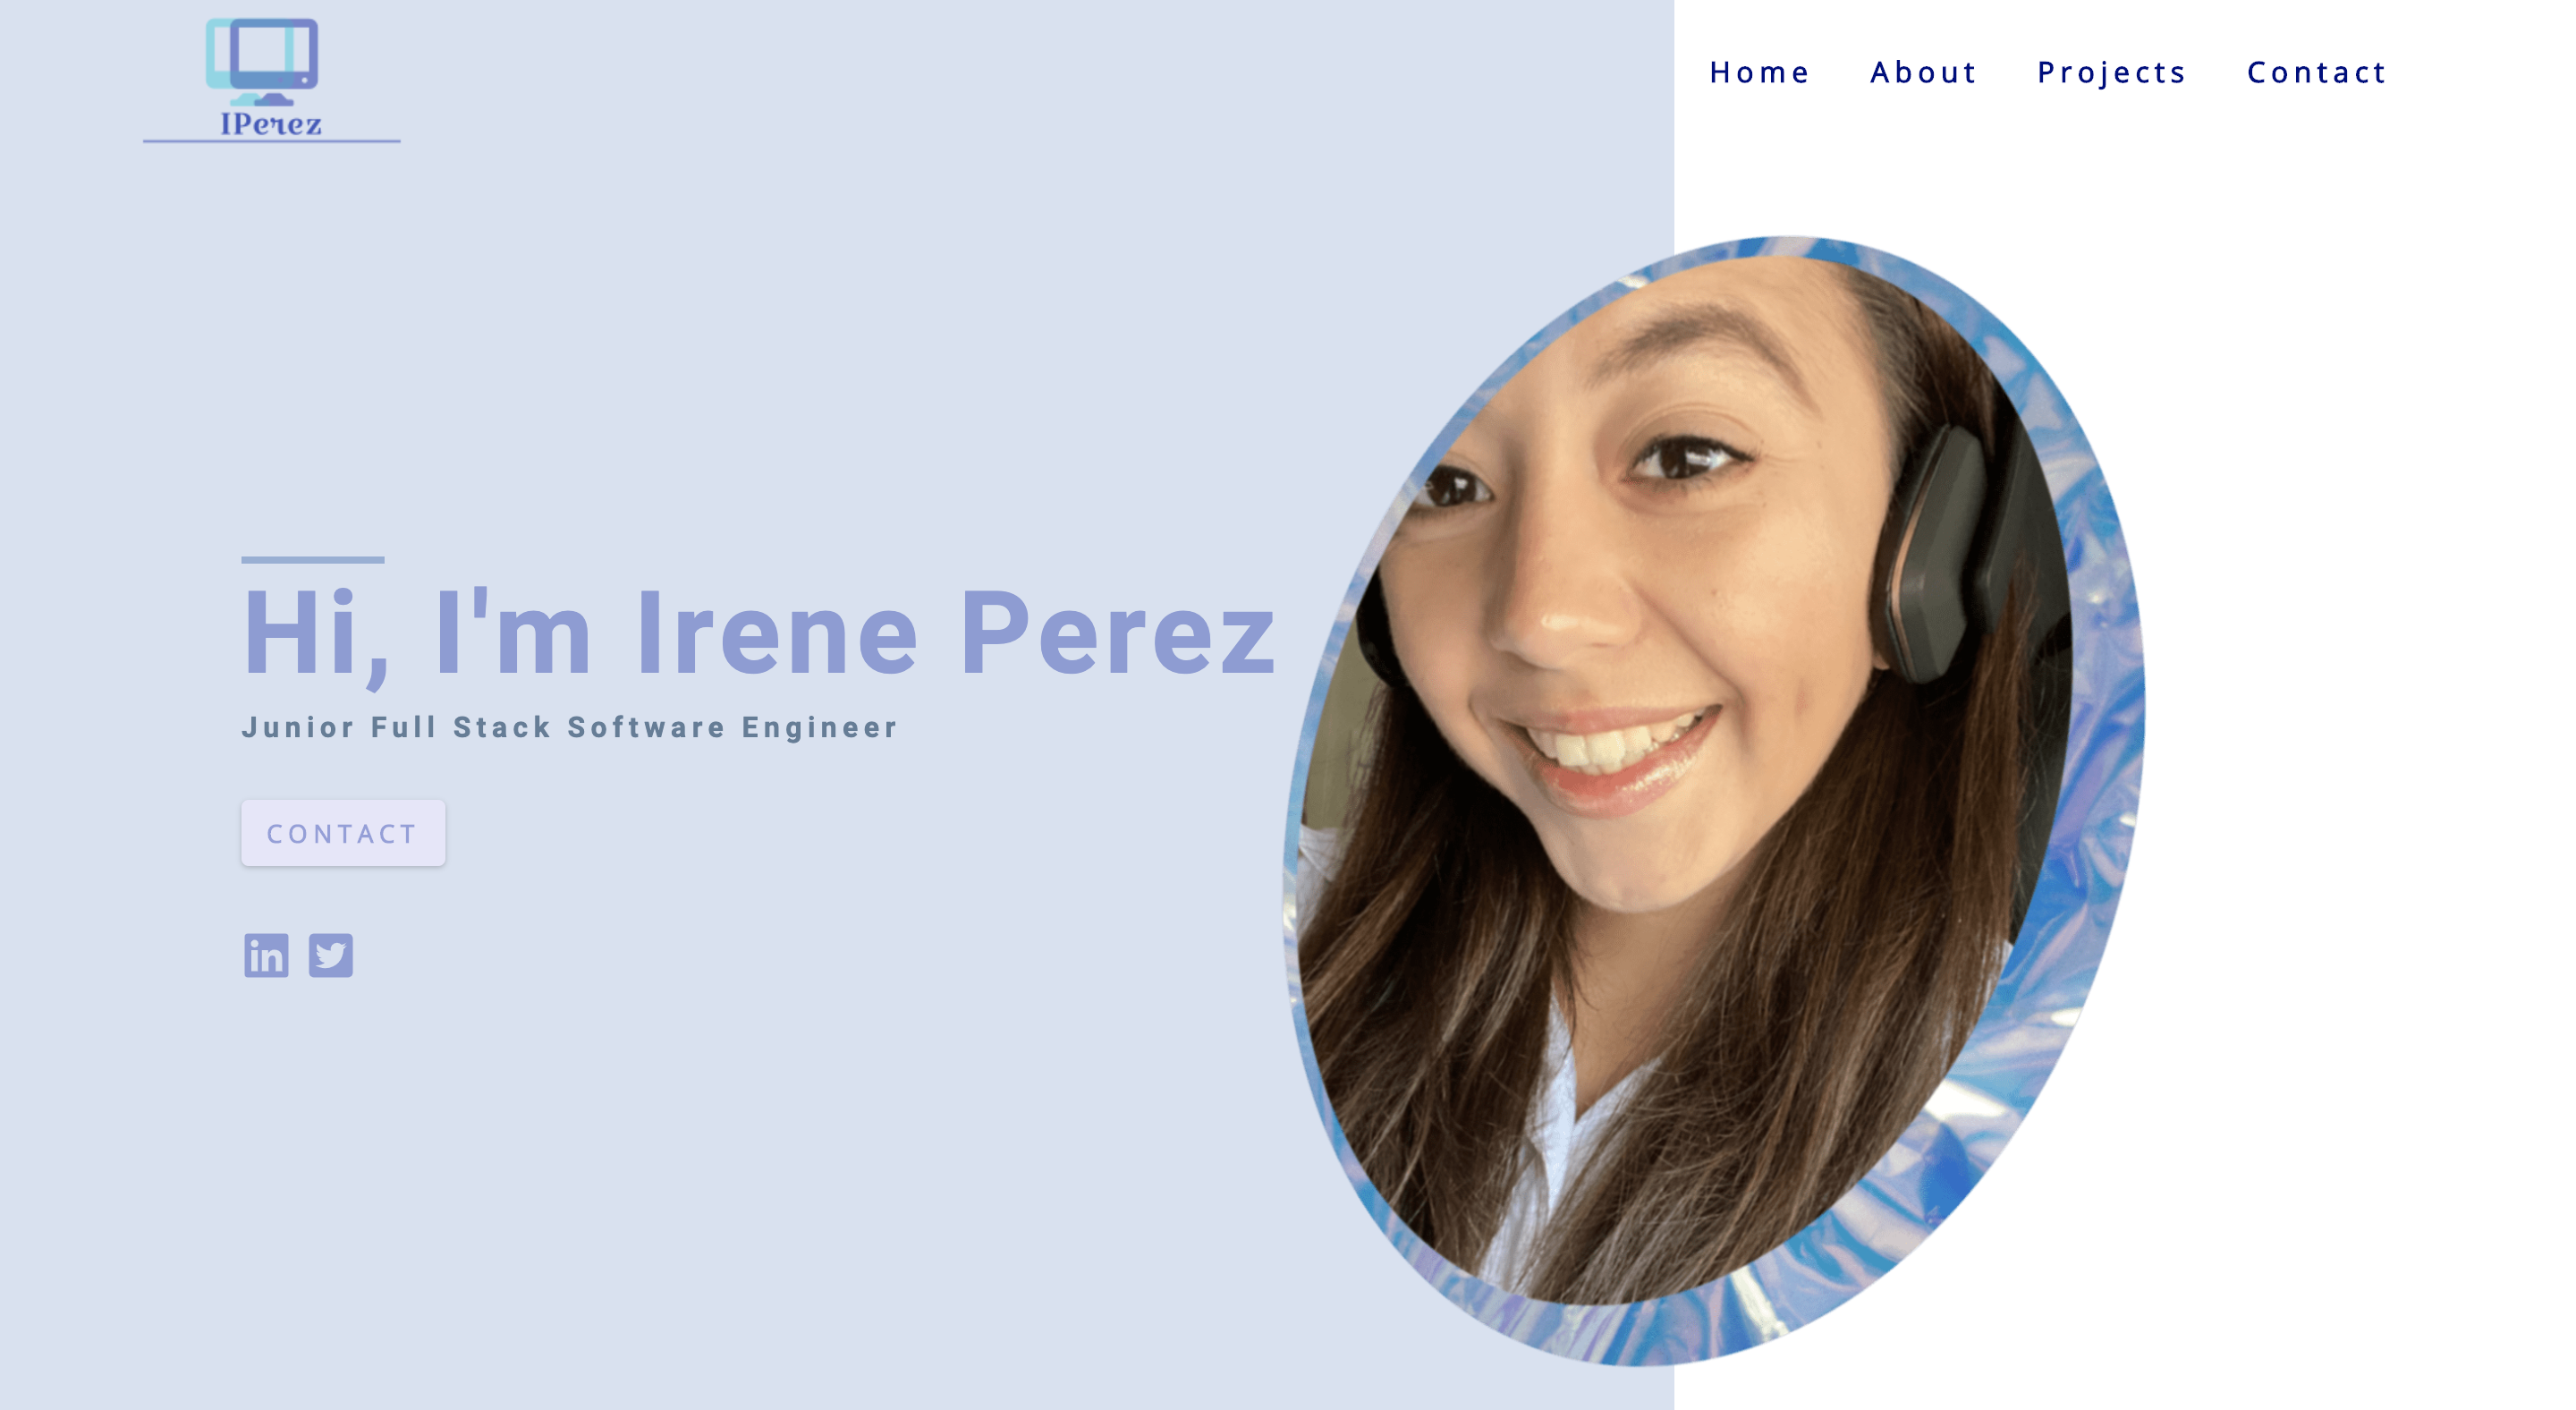 IPerez
Home About Projects Contact
Hi, I'm Irene Perez
Junior Full Stack Software Engineer
CONTACT
in